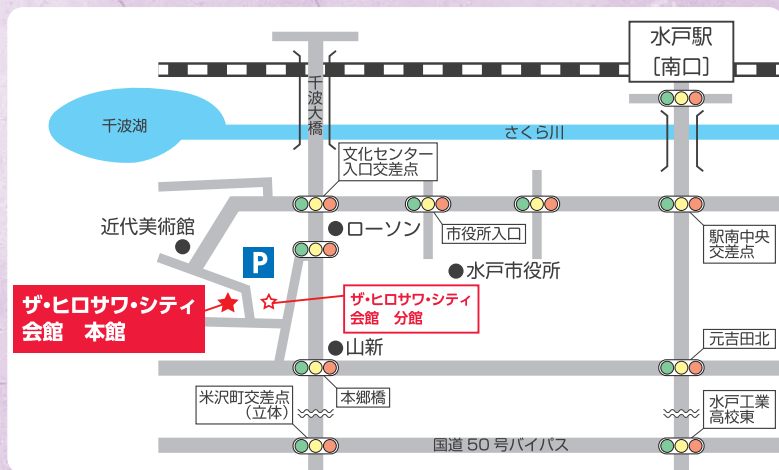 水戸駅
［南口］
千波大橋
千波湖
さくら川
文化センター
入口交差点
近代美術館
ローソン
市役所入口
駅南中央
交差点
P
水戸市役所
ザ・ヒロサワ・シティ
会館　本館
ザ・ヒロサワ・シティ
会館　分館
山新
元吉田北
米沢町交差点
（立体）
本郷橋
水戸工業
高校東
国道50号バイパス